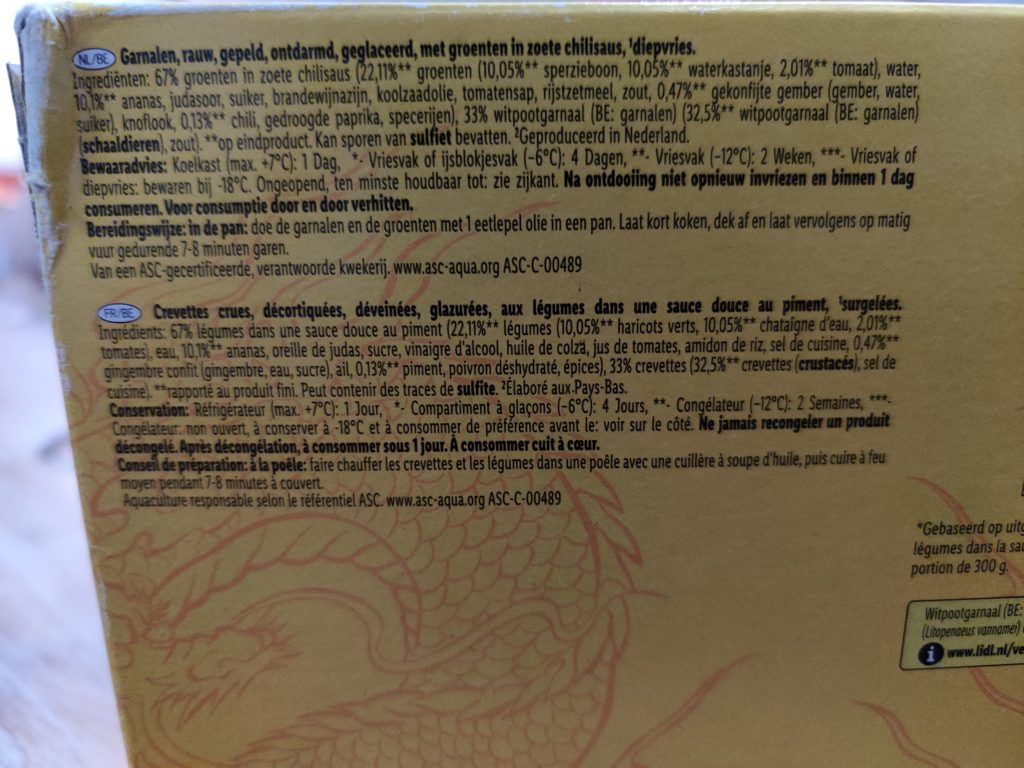 NL/BE Garnalen, rauw, gepeld, ontdarmd, geglaceerd, met groenten in zoete chilisaus, ¹diepvries.
Ingrediënten: 67% groenten in zoete chilisaus (22,11%** groenten (10,05%** sperzieboon, 10,05%** waterkastanje, 2,01%** tomaat), water,
10,1%** ananas, judasoor, suiker, brandewijnazijn, koolzaadolie, tomatensap, rijstzetmeel, zout, 0,47%** gekonfijte gember (gember, water,
suiker), knoflook, 0,13%** chili, gedroogde paprika, specerijen), 33% witpootgarnaal (BE: garnalen) (32,5%** witpootgarnaal (BE: garnalen)
(schaaldieren), zout). **op eindproduct. Kan sporen van sulfiet bevatten. ²Geproduceerd in Nederland.
Bewaaradvies: Koelkast (max. +7°C): 1 Dag, *- Vriesvak of ijsblokjesvak (-6°C): 4 Dagen, **- Vriesvak (-12°C): 2 Weken, ***- Vriesvak of
diepvries: bewaren bij -18°C. Ongeopend, ten minste houdbaar tot: zie zijkant. Na ontdooiing niet opnieuw invriezen en binnen 1 dag
consumeren. Voor consumptie door en door verhitten.
Bereidingswijze: in de pan: doe de garnalen en de groenten met 1 eetlepel olie in een pan. Laat kort koken, dek af en laat vervolgens op matig
vuur gedurende 7-8 minuten garen.
Van een ASC-gecertificeerde, verantwoorde kwekerij. www.asc-aqua.org ASC-C-00489
FR/BE Crevettes crues, décortiquées, déveinées, glazurées, aux légumes dans une sauce douce au piment, ¹surgelées.
Ingrédients: 67% légumes dans une sauce douce au piment (22,11%** légumes (10,05%** haricots verts, 10,05%** chataîgne d'eau, 2,01%**
tomates), eau, 10,1%** ananas, oreille de judas, sucre, vinaigre d'alcool, huile de colza, jus de tomates, amidon de riz, sel de cuisine, 0,47%**
gingembre confit (gingembre, eau, sucre), ail, 0,13%** piment, poivron déshydraté, épices), 33% crevettes (32,5%** crevettes (crustacés), sel de
cuisine). **rapporté au produit fini. Peut contenir des traces de sulfite. ²Élaboré aux Pays-Bas.
Conservation: Réfrigérateur (max. +7°C): 1 Jour, *- Compartiment à glaçons (-6°C): 4 Jours, **- Congélateur (-12°C): 2 Semaines, ***-
Congélateur: non ouvert, à conserver à -18°C et à consommer de préférence avant le: voir sur le côté. Ne jamais recongeler un produit
décongelé. Après décongélation, à consommer sous 1 jour. À consommer cuit à cœur.
Conseil de préparation: à la poêle: faire chauffer les crevettes et les légumes dans une poêle avec une cuillère à soupe d'huile, puis cuire à feu
moyen pendant 7-8 minutes à couvert.
Aquaculture responsable selon le référentiel ASC. www.asc-aqua.org ASC-C-00489
*Gebaseerd op uitg
légumes dans la sau
portion de 300 g.
Witpootgarnaal (BE:
(Litopenaeus vannamei)
i www.lidl.nl/ve